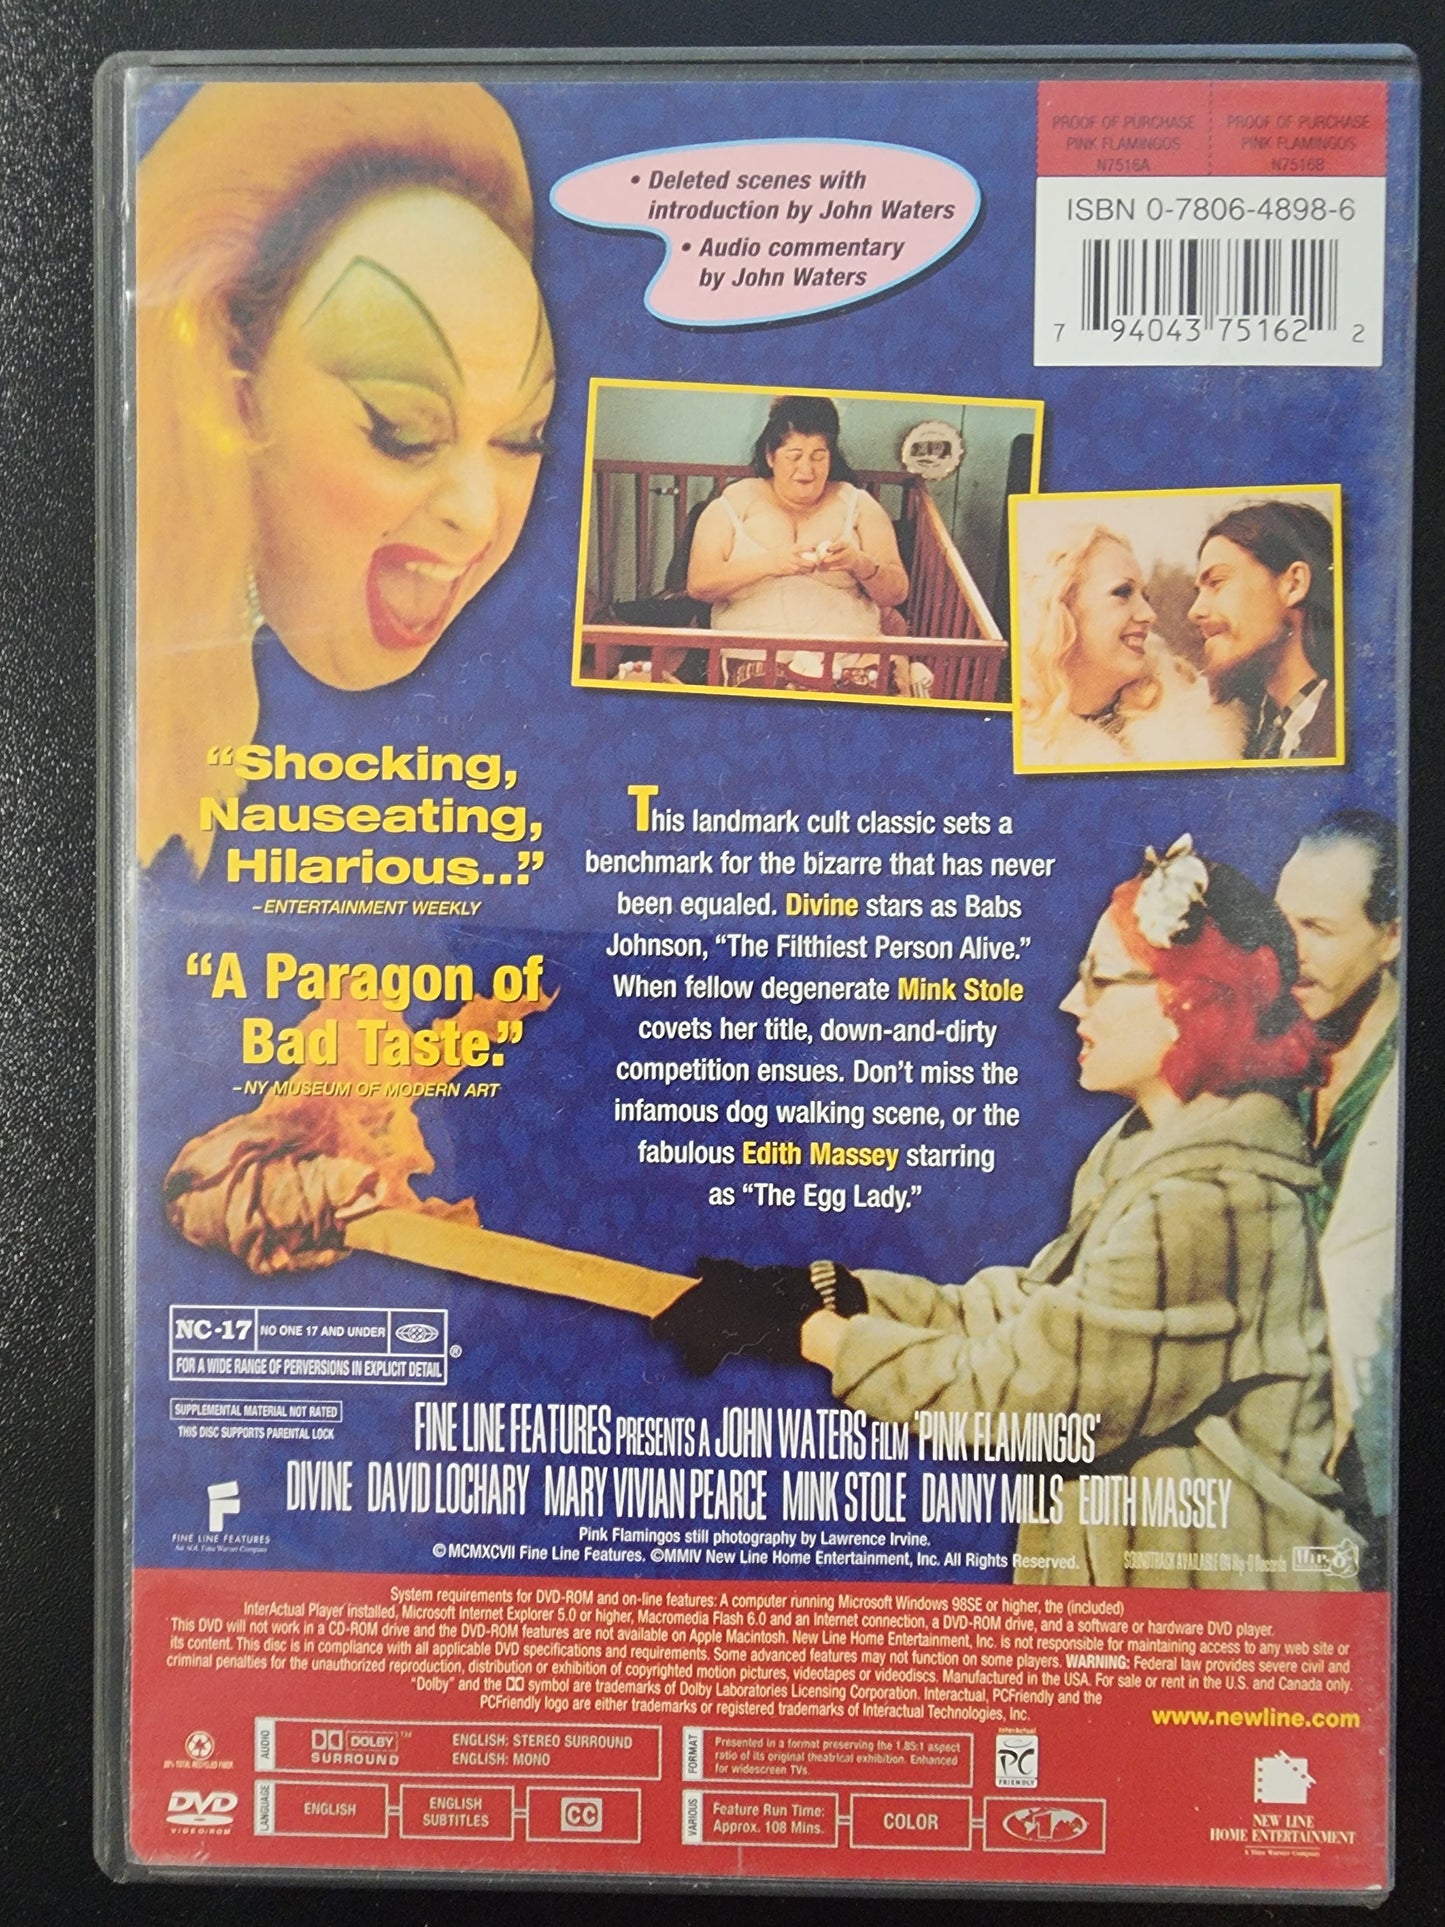 PROOF OF PURCHASE
PINK FLAMINGOS
N7516A
PROOF OF PURCHASE
PINK FLAMINGOS
N7516B
ISBN 0-7806-4898-6
7 94043 75162 2
• Deleted scenes with
introduction by John Waters
• Audio commentary
by John Waters
“Shocking,
Nauseating,
Hilarious...”
–ENTERTAINMENT WEEKLY
“A Paragon of
Bad Taste.”
–NY MUSEUM OF MODERN ART
This landmark cult classic sets a
benchmark for the bizarre that has never
been equaled. Divine stars as Babs
Johnson, “The Filthiest Person Alive.”
When fellow degenerate Mink Stole
covets her title, down-and-dirty
competition ensues. Don’t miss the
infamous dog walking scene, or the
fabulous Edith Massey starring
as “The Egg Lady.”
NC-17 NO ONE 17 AND UNDER
®
FOR A WIDE RANGE OF PERVERSIONS IN EXPLICIT DETAIL
SUPPLEMENTAL MATERIAL NOT RATED
THIS DISC SUPPORTS PARENTAL LOCK
FINE LINE FEATURES PRESENTS A JOHN WATERS FILM 'PINK FLAMINGOS'
DIVINE DAVID LOCHARY MARY VIVIAN PEARCE MINK STOLE DANNY MILLS EDITH MASSEY
F
FINE LINE FEATURES
An AOL Time Warner Company
Pink Flamingos still photography by Lawrence Irvine.
©MCMXCVII Fine Line Features. ©MMIV New Line Home Entertainment, Inc. All Rights Reserved.
SOUNDTRACK AVAILABLE ON Hip-O Records
System requirements for DVD-ROM and on-line features: A computer running Microsoft Windows 98SE or higher, the (included)
InterActual Player installed, Microsoft Internet Explorer 5.0 or higher, Macromedia Flash 6.0 and an Internet connection, a DVD-ROM drive, and a software or hardware DVD player.
This DVD will not work in a CD-ROM drive and the DVD-ROM features are not available on Apple Macintosh. New Line Home Entertainment, Inc. is not responsible for maintaining access to any web site or
its content. This disc is in compliance with all applicable DVD specifications and requirements. Some advanced features may not function on some players. WARNING: Federal law provides severe civil and
criminal penalties for the unauthorized reproduction, distribution or exhibition of copyrighted motion pictures, videotapes or videodiscs. Manufactured in the USA. For sale or rent in the U.S. and Canada only.
“Dolby” and the DD symbol are trademarks of Dolby Laboratories Licensing Corporation. Interactual, PCFriendly and the
PCFriendly logo are either trademarks or registered trademarks of Interactual Technologies, Inc.
www.newline.com
AUDIO
DOLBY™
SURROUND
ENGLISH: STEREO SURROUND
ENGLISH: MONO
FORMAT
Presented in a format preserving the 1.85:1 aspect
ratio of its original theatrical exhibition. Enhanced
for widescreen TVs.
InterActual
PC
FRIENDLY
DVD
VIDEO/ROM
LANGUAGE
ENGLISH
ENGLISH
SUBTITLES
CC
VARIOUS
Feature Run Time:
Approx. 108 Mins.
COLOR
1
NEW LINE
HOME ENTERTAINMENT
A Time Warner Company